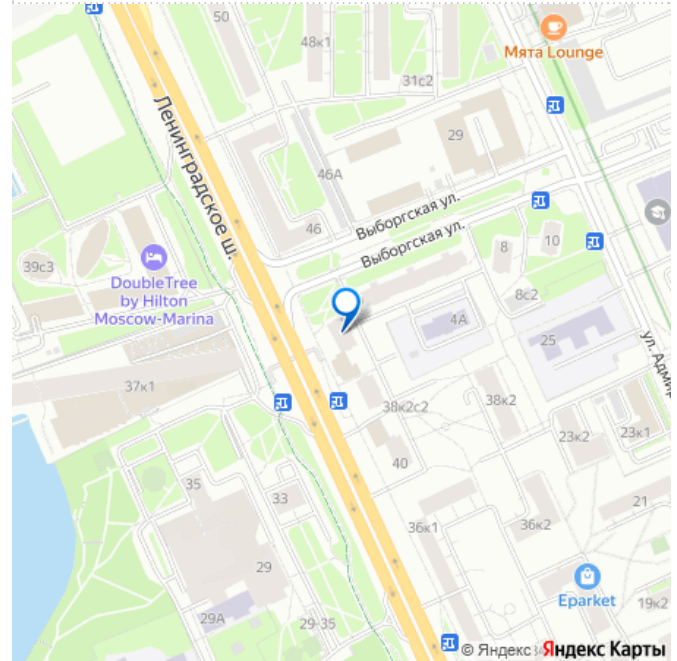 50
48к1
Мята Lounge
31с2
29
46А
Ленинградское ш.
Выборгская ул.
46
Выборгская ул.
8
10
39с3
DoubleTree
by Hilton
Moscow-Marina
8с2
4А
25
ул. Адмир
37к1
38к2с2
38к2
23к2
23к1
40
35
33
21
36к1
36к2
29
Eparket
19к2
29А
29-35
© Яндекс Яндекс Карты